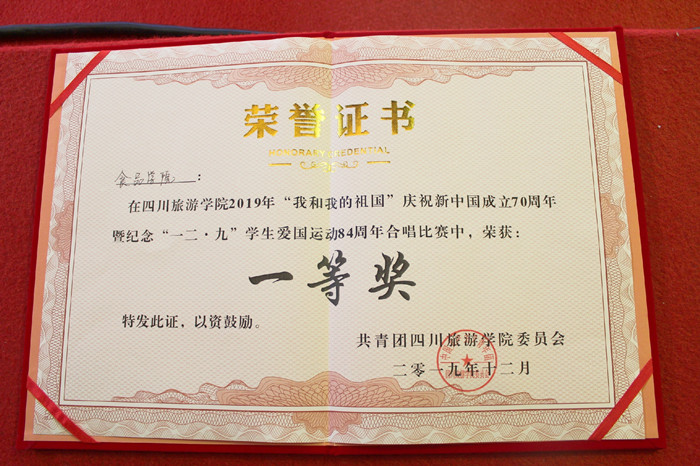 荣誉证书
HONORARY CREDENTIAL
食品学院：
在四川旅游学院2019年“我和我的祖国”庆祝新中国成立70周年
暨纪念“一二·九”学生爱国运动84周年合唱比赛中，荣获：
一等奖
特发此证，以资鼓励。
共青团四川旅游学院委员会
二零一九年十二月